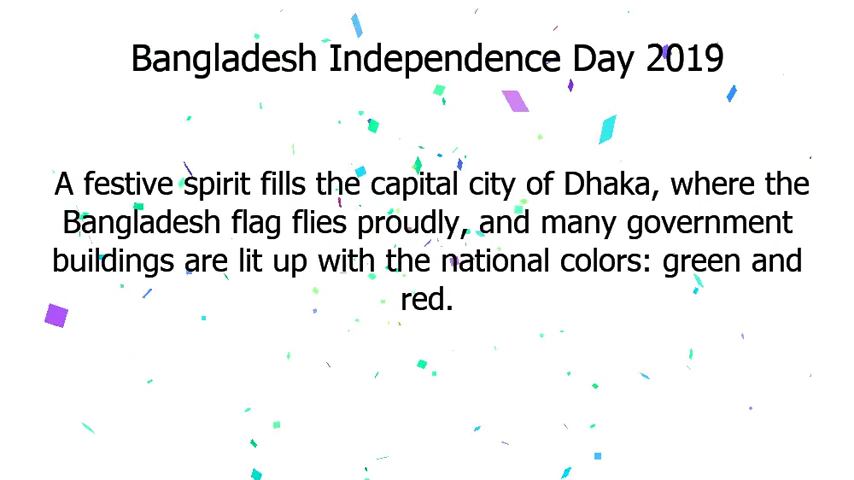 Bangladesh Independence Day 2019
A festive spirit fills the capital city of Dhaka, where the
Bangladesh flag flies proudly, and many government
buildings are lit up with the national colors: green and
red.